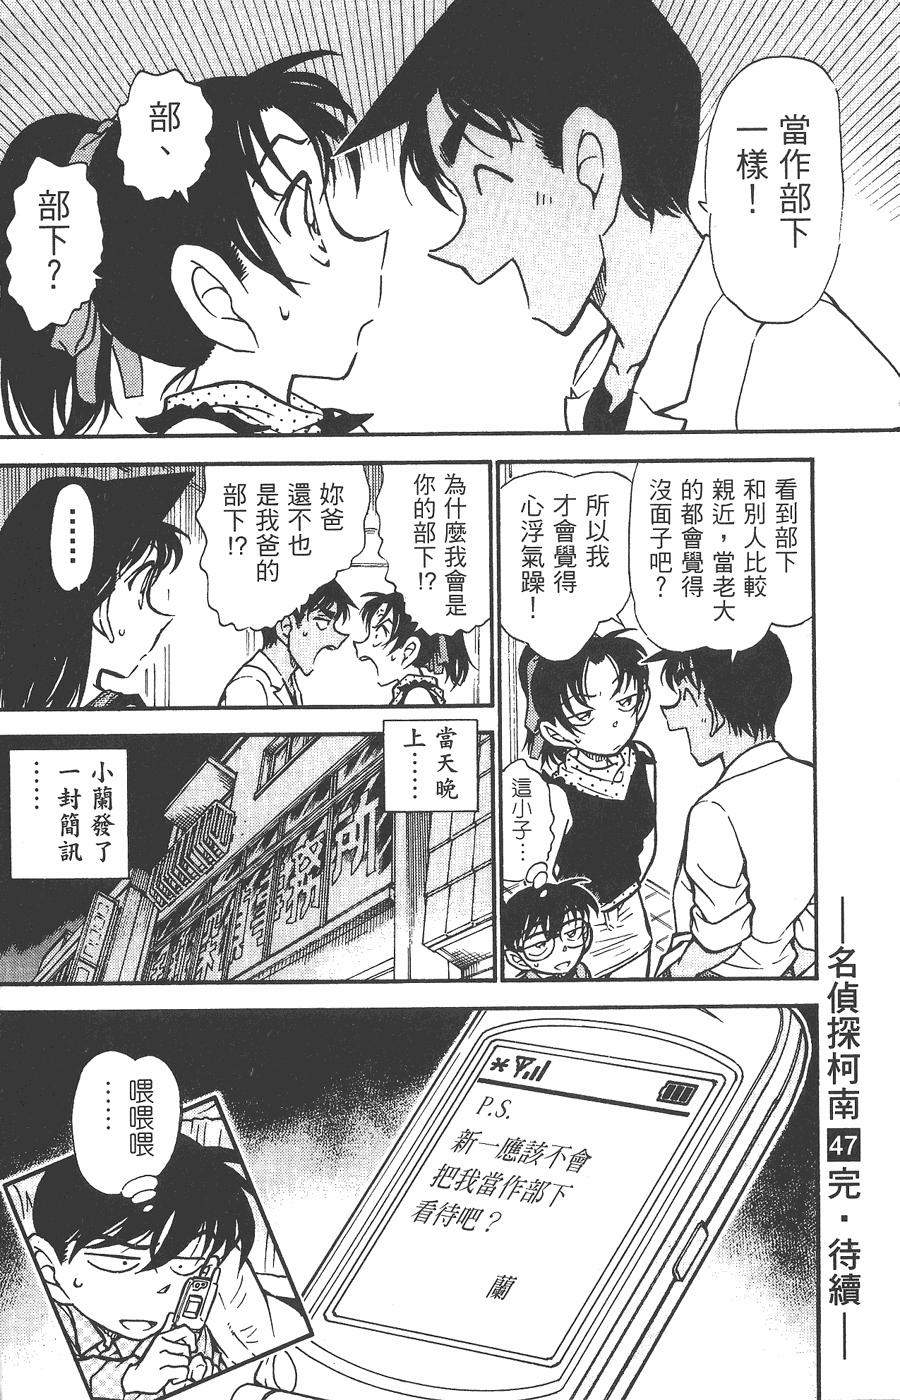 當作部下
一樣！
部、
部下？
看到部下
和別人比較
親近，當老大
的都會覺得
沒面子吧？
所以我
才會覺得
心浮氣躁！
這小子…
為什麼我會是
你的部下!?
妳爸
還不也
是我爸的
部下!?
……
當天晚
上……
小蘭發了
一封簡訊
……
P.S.
新一應該不會
把我當作部下
看待吧？
蘭
喂喂喂
……
—名偵探柯南47完・待續—